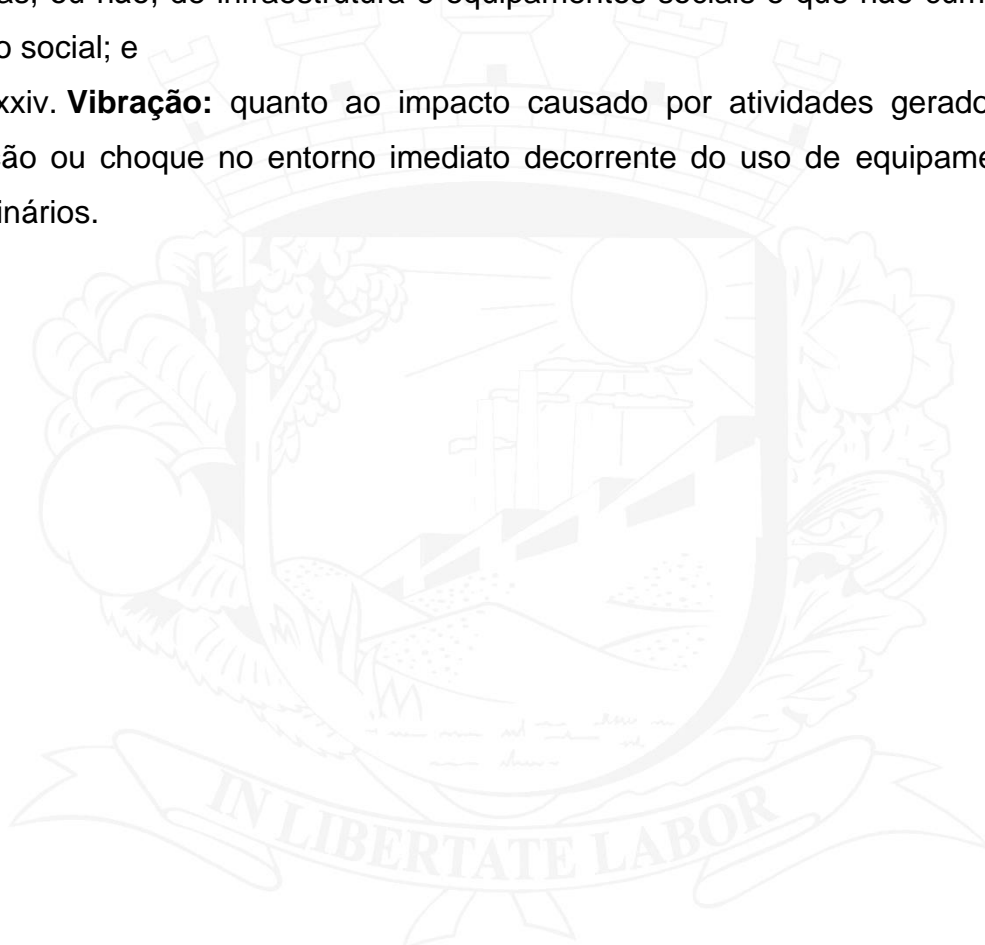 as, ou não, de infraestrutura e equipamentos sociais e que não cum
o social; e
xxiv. Vibração: quanto ao impacto causado por atividades gerado
ção ou choque no entorno imediato decorrente do uso de equipame
inários.
IN LIBERTATE LABOR